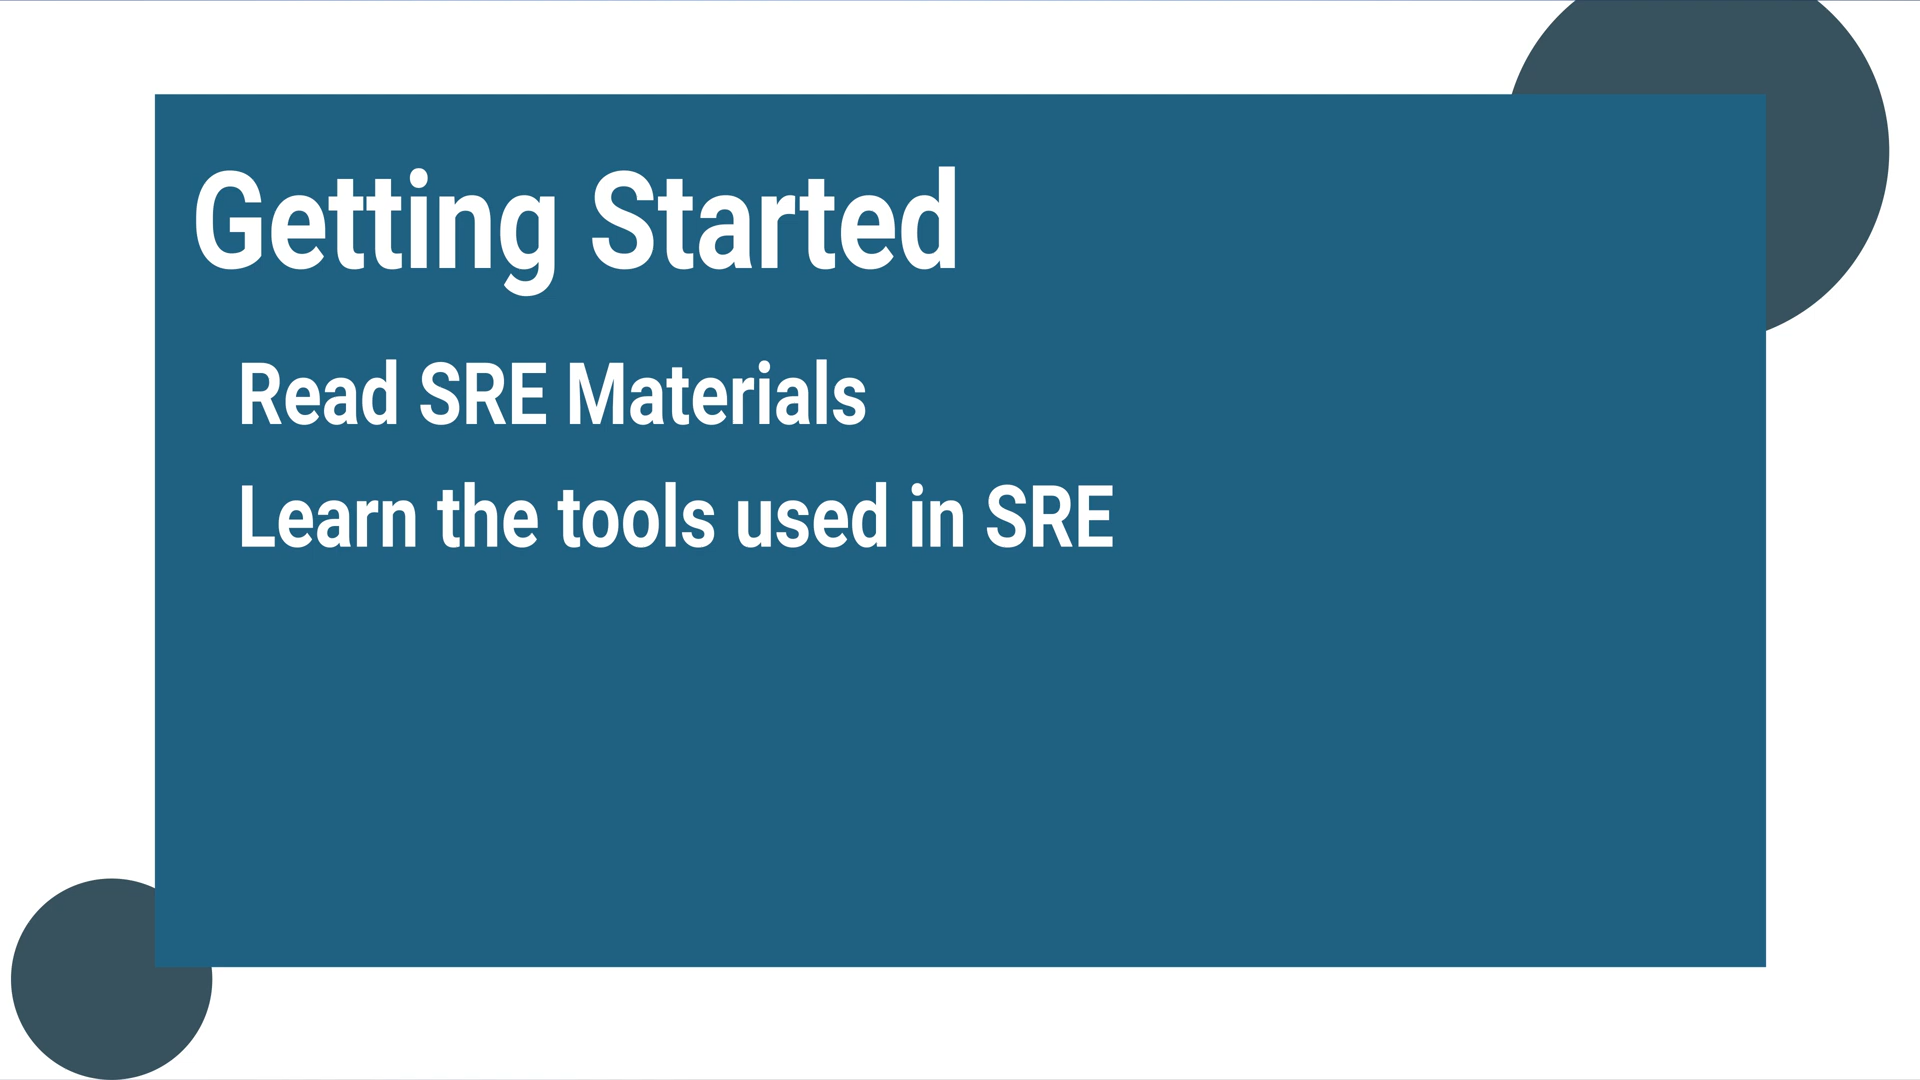 Getting Started
Read SRE Materials
Learn the tools used in SRE